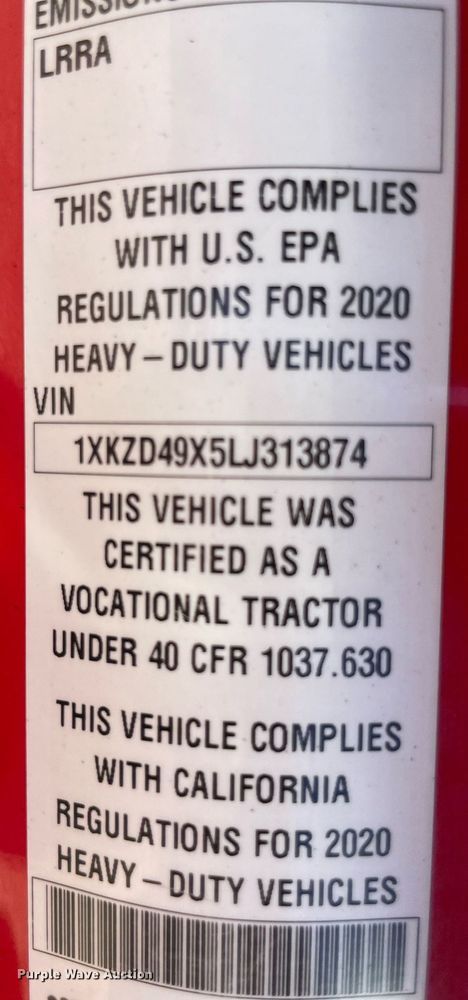 LRRA
THIS VEHICLE COMPLIES
WITH U.S. EPA
REGULATIONS FOR 2020
HEAVY – DUTY VEHICLES
VIN
1XKZD49X5LJ313874
THIS VEHICLE WAS
CERTIFIED AS A
VOCATIONAL TRACTOR
UNDER 40 CFR 1037.630
THIS VEHICLE COMPLIES
WITH CALIFORNIA
REGULATIONS FOR 2020
HEAVY – DUTY VEHICLES
Purple Wave Auction